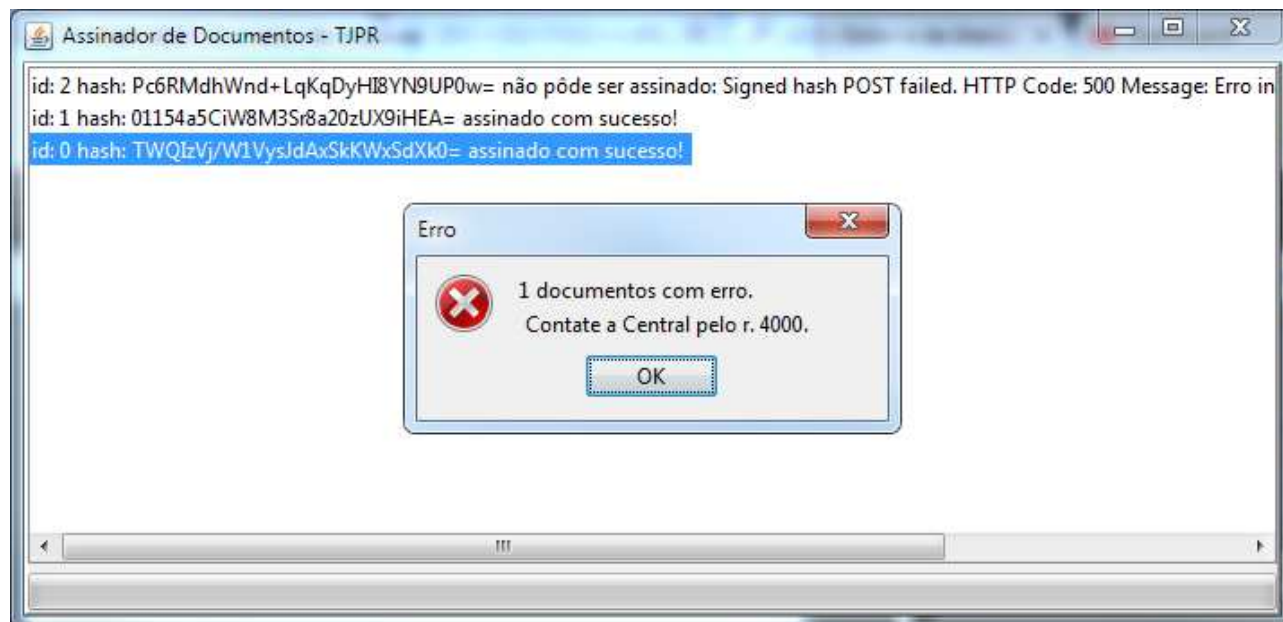 Assinador de Documentos - TJPR
id: 2 hash: Pc6RMdhWnd+LqKqDyHI8YN9UP0w= não pôde ser assinado: Signed hash POST failed. HTTP Code: 500 Message: Erro in
id: 1 hash: 01154a5CiW8M3Sr8a20zUX9iHEA= assinado com sucesso!
id: 0 hash: TWQIzVj/W1VysJdAxSkKWxSdXk0= assinado com sucesso!
Erro
1 documentos com erro.
Contate a Central pelo r. 4000.
OK